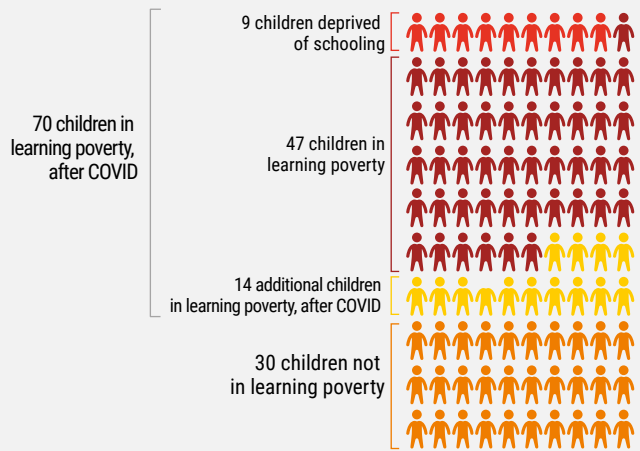 9 children deprived
of schooling
70 children in
learning poverty,
after COVID
47 children in
learning poverty
14 additional children
in learning poverty, after COVID
30 children not
in learning poverty